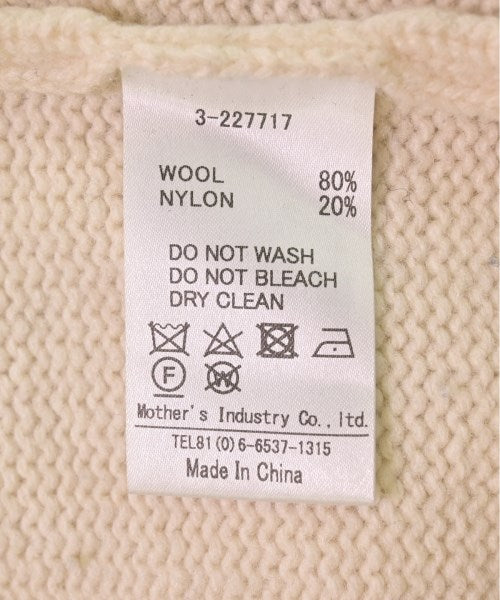 3-227717
WOOL 80%
NYLON 20%
DO NOT WASH
DO NOT BLEACH
DRY CLEAN
F W
Mother's Industry Co., ltd.
TEL81(0)6-6537-1315
Made In China